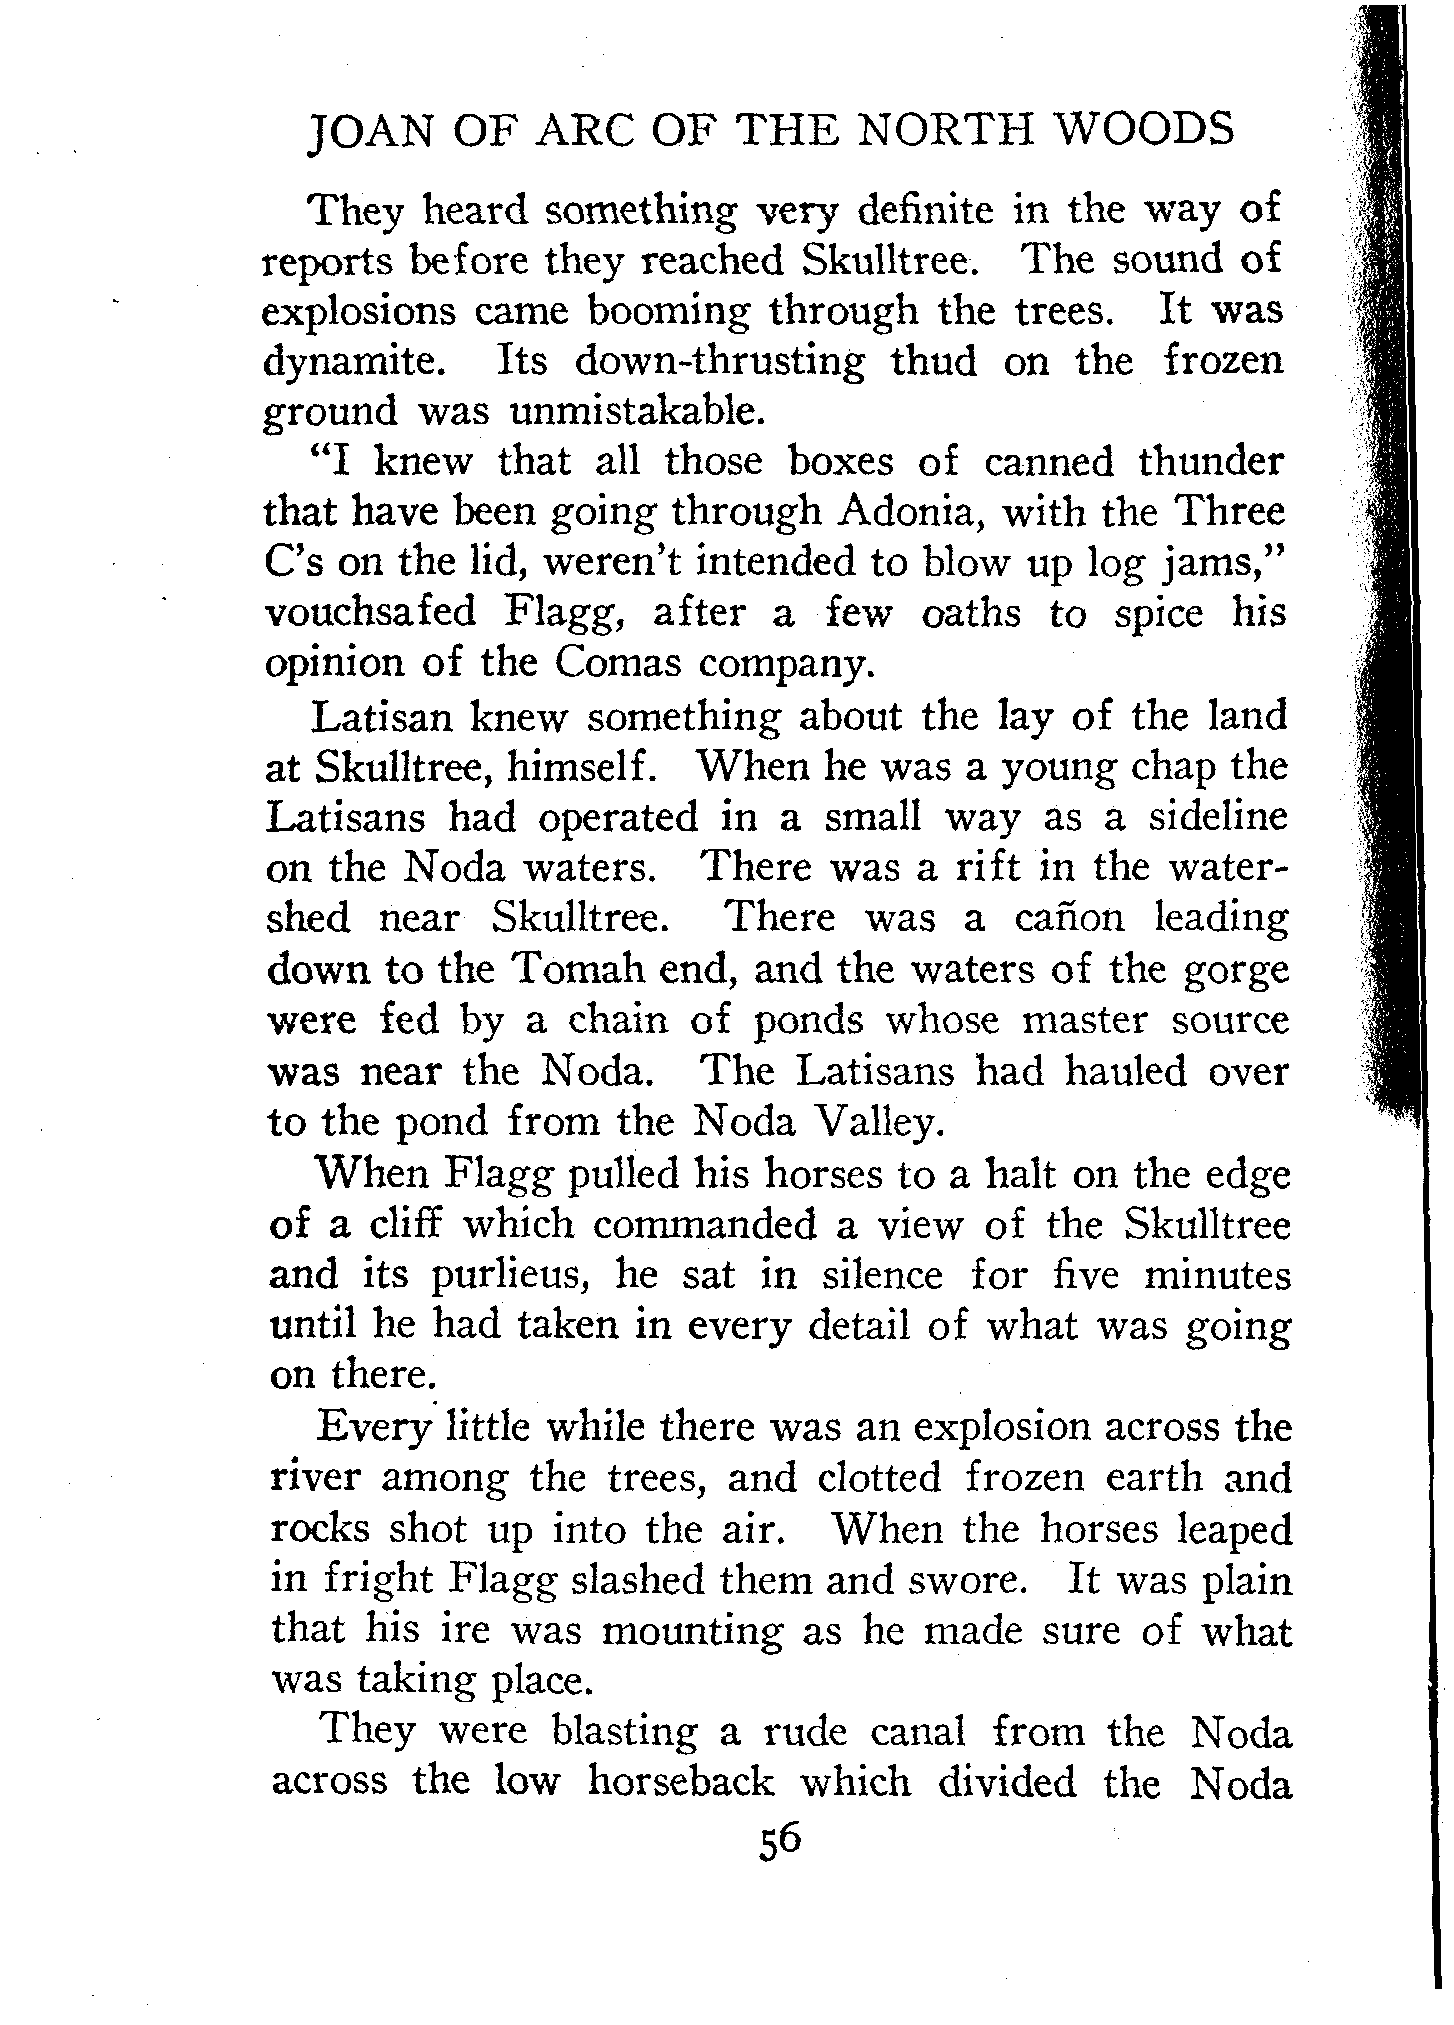 JOAN OF ARC OF THE NORTH WOODS
They heard something very definite in the way of
reports before they reached Skulltree. The sound of
explosions came booming through the trees. It was
dynamite. Its down-thrusting thud on the frozen
ground was unmistakable.
“I knew that all those boxes of canned thunder
that have been going through Adonia, with the Three
C’s on the lid, weren’t intended to blow up log jams,”
vouchsafed Flagg, after a few oaths to spice his
opinion of the Comas company.
Latisan knew something about the lay of the land
at Skulltree, himself. When he was a young chap the
Latisans had operated in a small way as a sideline
on the Noda waters. There was a rift in the water-
shed near Skulltree. There was a cañon leading
down to the Tomah end, and the waters of the gorge
were fed by a chain of ponds whose master source
was near the Noda. The Latisans had hauled over
to the pond from the Noda Valley.
When Flagg pulled his horses to a halt on the edge
of a cliff which commanded a view of the Skulltree
and its purlieus, he sat in silence for five minutes
until he had taken in every detail of what was going
on there.
Every little while there was an explosion across the
river among the trees, and clotted frozen earth and
rocks shot up into the air. When the horses leaped
in fright Flagg slashed them and swore. It was plain
that his ire was mounting as he made sure of what
was taking place.
They were blasting a rude canal from the Noda
across the low horseback which divided the Noda
56